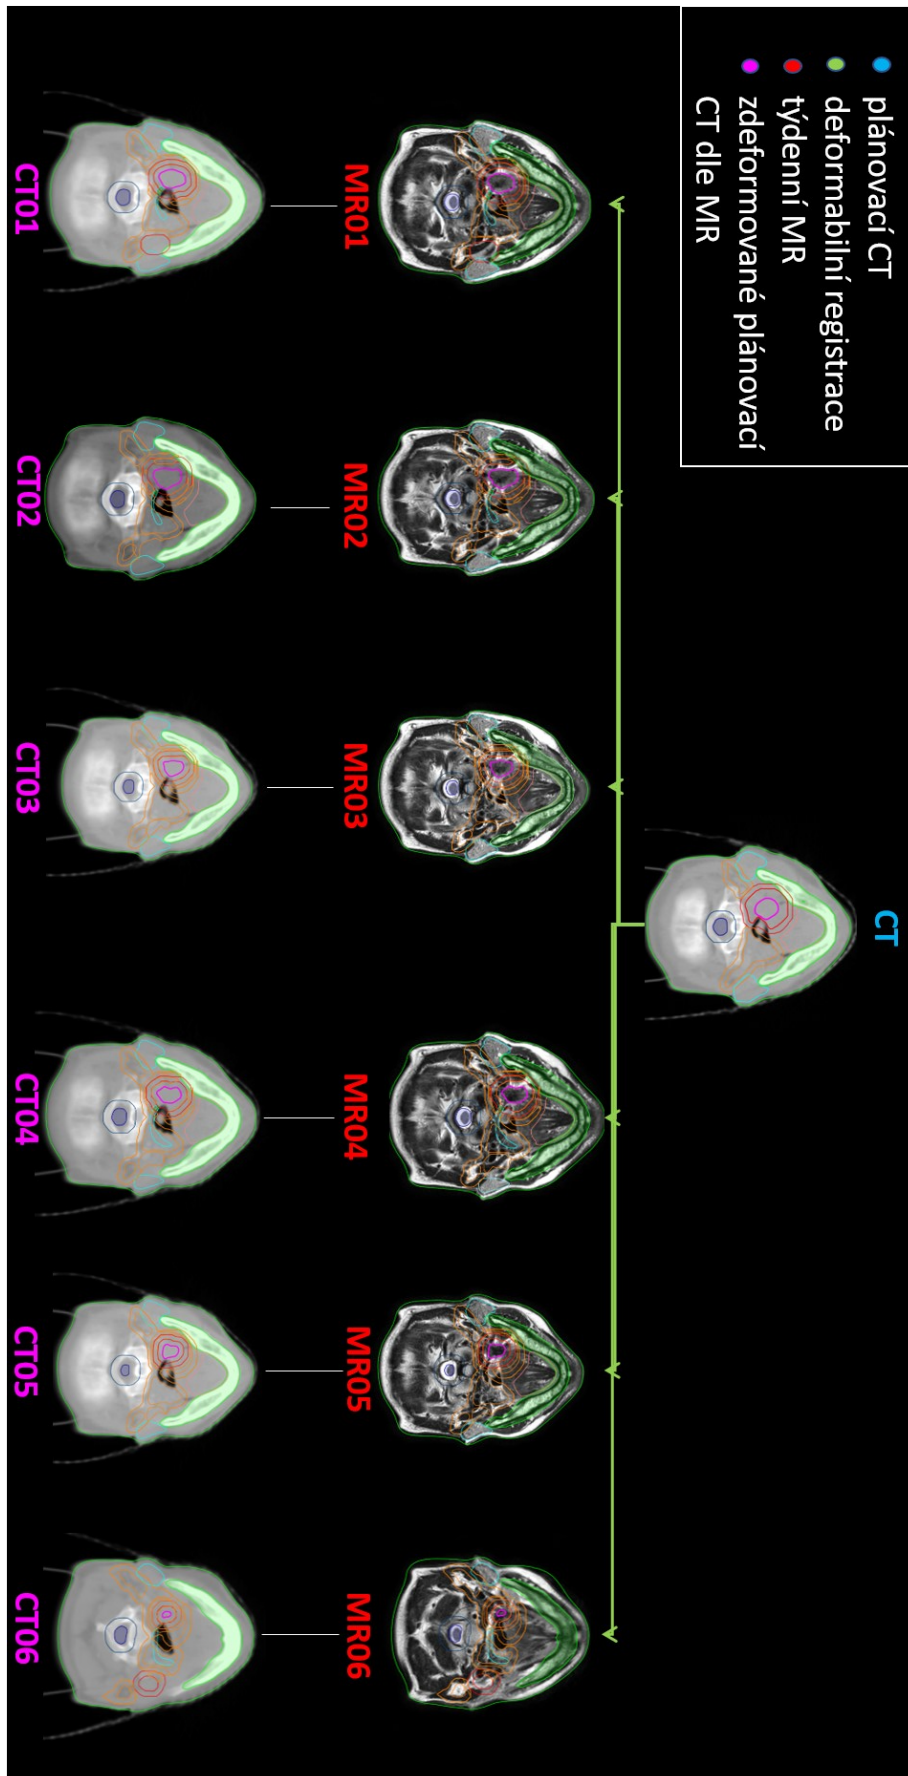 plánovací CT
deformabilní registrace
týdenní MR
zdeformované plánovací
CT dle MR
CT
MR01
MR02
MR03
MR04
MR05
MR06
CT01
CT02
CT03
CT04
CT05
CT06